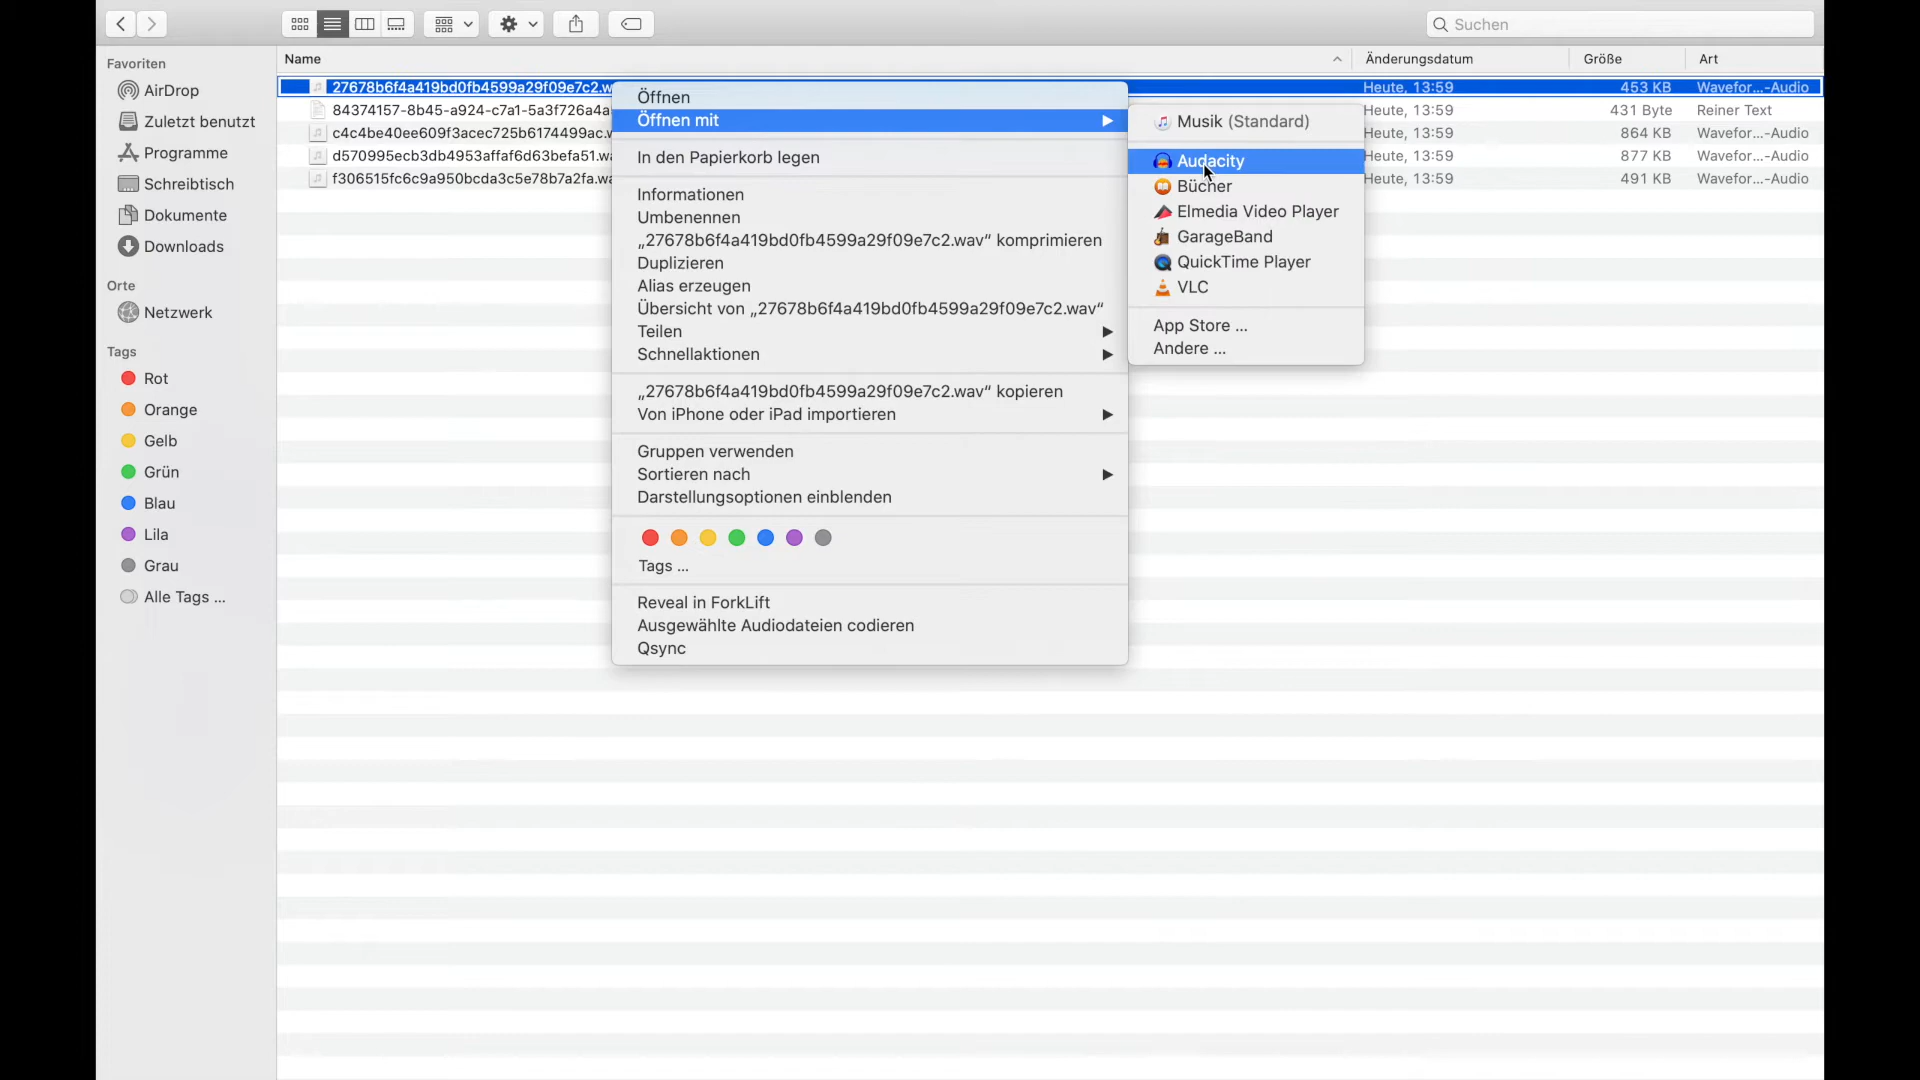 Suchen
Favoriten
AirDrop
Zuletzt benutzt
Programme
Schreibtisch
Dokumente
Downloads
Orte
Netzwerk
Tags
Rot
Orange
Gelb
Grün
Blau
Lila
Grau
Alle Tags ...
Name Änderungsdatum Größe Art
27678b6f4a419bd0fb4599a29f09e7c2.w Heute, 13:59 453 KB Wavefor...-Audio
84374157-8b45-a924-c7a1-5a3f726a4a Heute, 13:59 431 Byte Reiner Text
c4c4be40ee609f3acec725b6174499ac.w Heute, 13:59 864 KB Wavefor...-Audio
d570995ecb3db4953affaf6d63befa51.wa Heute, 13:59 877 KB Wavefor...-Audio
f306515fc6c9a950bcda3c5e78b7a2fa.wa Heute, 13:59 491 KB Wavefor...-Audio
Öffnen
Öffnen mit
In den Papierkorb legen
Informationen
Umbenennen
„27678b6f4a419bd0fb4599a29f09e7c2.wav“ komprimieren
Duplizieren
Alias erzeugen
Übersicht von „27678b6f4a419bd0fb4599a29f09e7c2.wav“
Teilen
Schnellaktionen
„27678b6f4a419bd0fb4599a29f09e7c2.wav“ kopieren
Von iPhone oder iPad importieren
Gruppen verwenden
Sortieren nach
Darstellungsoptionen einblenden
Tags ...
Reveal in ForkLift
Ausgewählte Audiodateien codieren
Qsync
Musik (Standard)
Audacity
Bücher
Elmedia Video Player
GarageBand
QuickTime Player
VLC
App Store ...
Andere ...